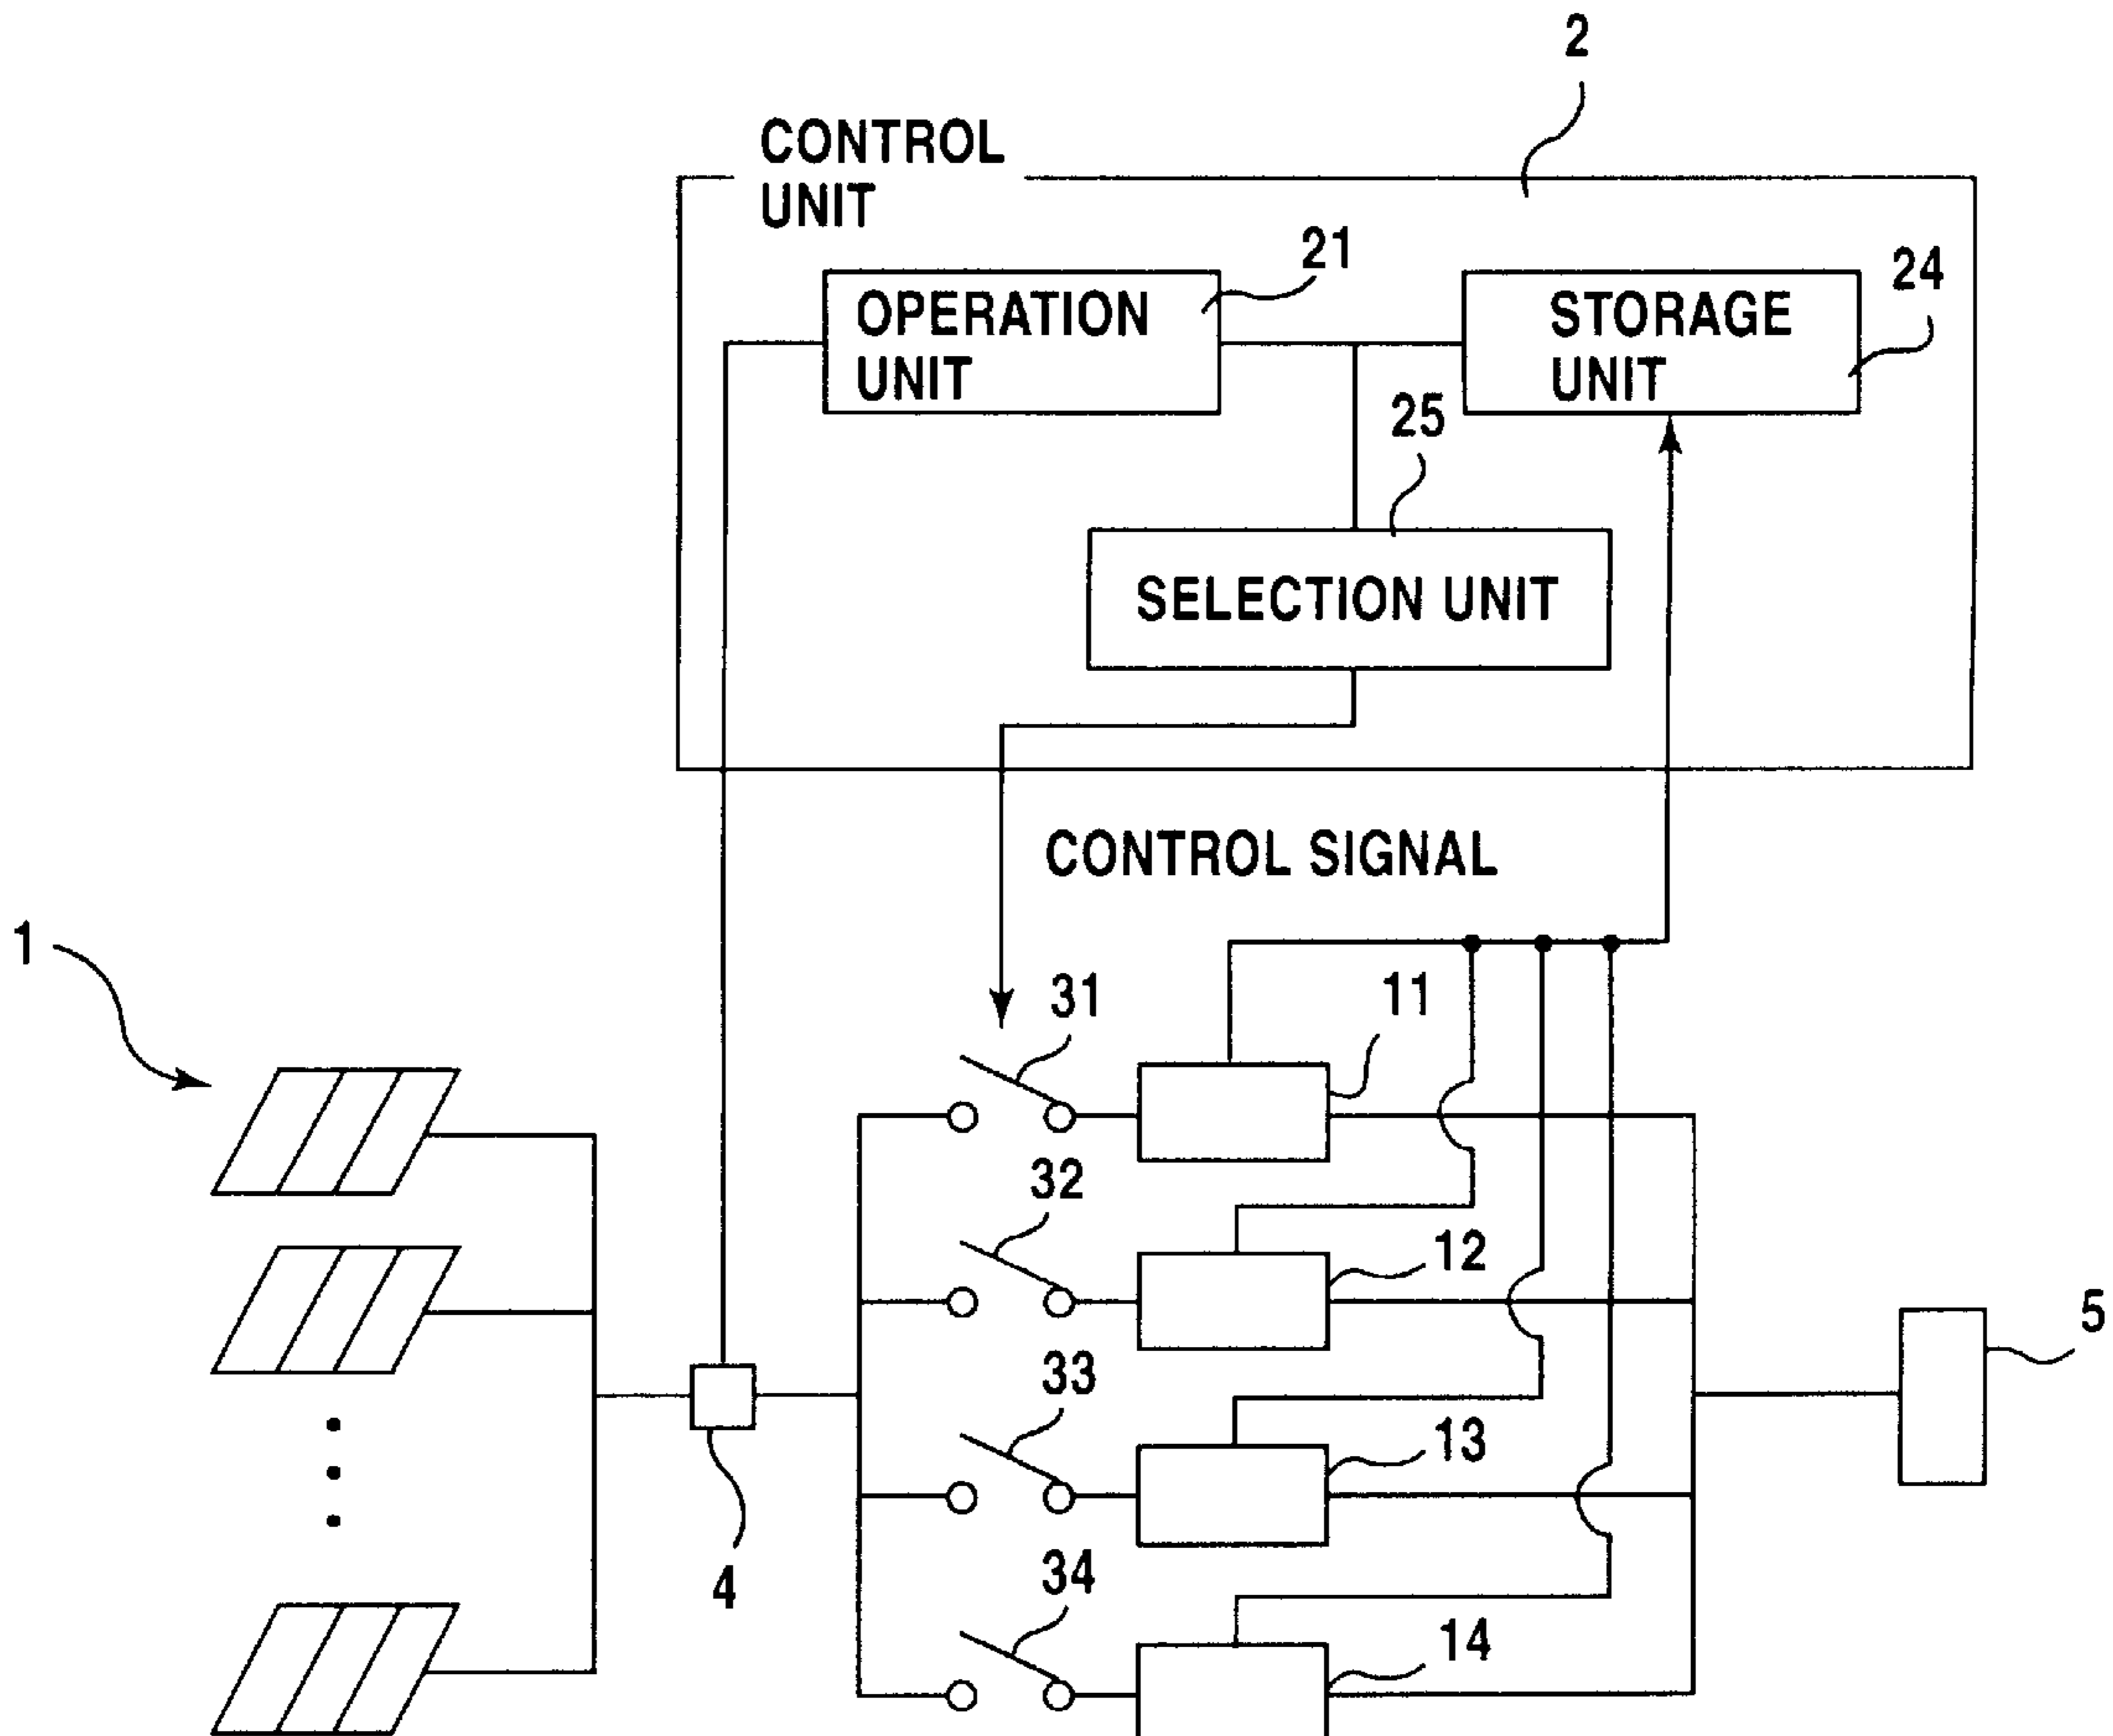 2
CONTROL
UNIT
21
24
OPERATION
UNIT
STORAGE
UNIT
25
SELECTION UNIT
CONTROL SIGNAL
1
31
11
32
12
33
13
5
4
34
14